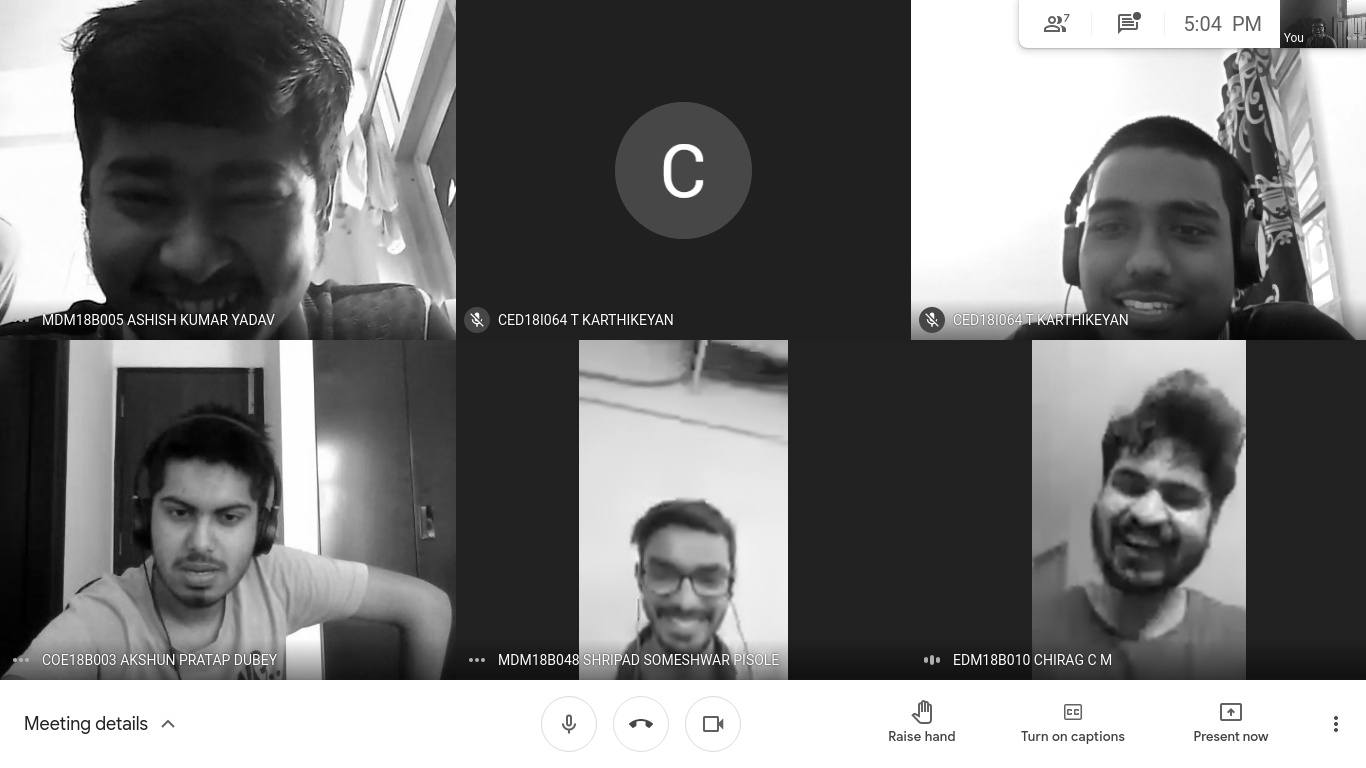 7
5:04 PM
You
MDM18B005 ASHISH KUMAR YADAV
C
CED18I064 T KARTHIKEYAN
CED18I064 T KARTHIKEYAN
COE18B003 AKSHUN PRATAP DUBEY
MDM18B048 SHRIPAD SOMESHWAR PISOLE
EDM18B010 CHIRAG C M
Meeting details
Raise hand
CC
Turn on captions
Present now